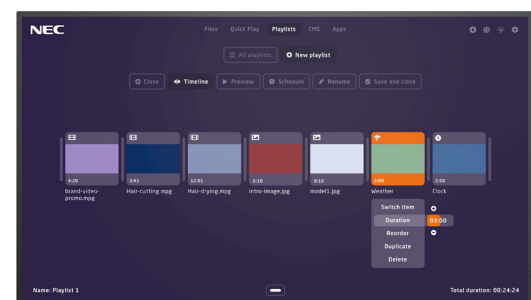 NEC
Files Quick Play Playlists CMS Apps
All playlists New playlist
Close Timeline Preview Schedule Rename Save and close
4:20 0:45 12:01 0:10 0:10 2:00 2:00
brand-video-promo.mpg Hair-cutting.mpg Hair-drying.mpg intro-image.jpg model1.jpg Weather Clock
Switch item
Duration 03:00
Reorder
Duplicate
Delete
Name: Playlist 1 Total duration: 00:24:24